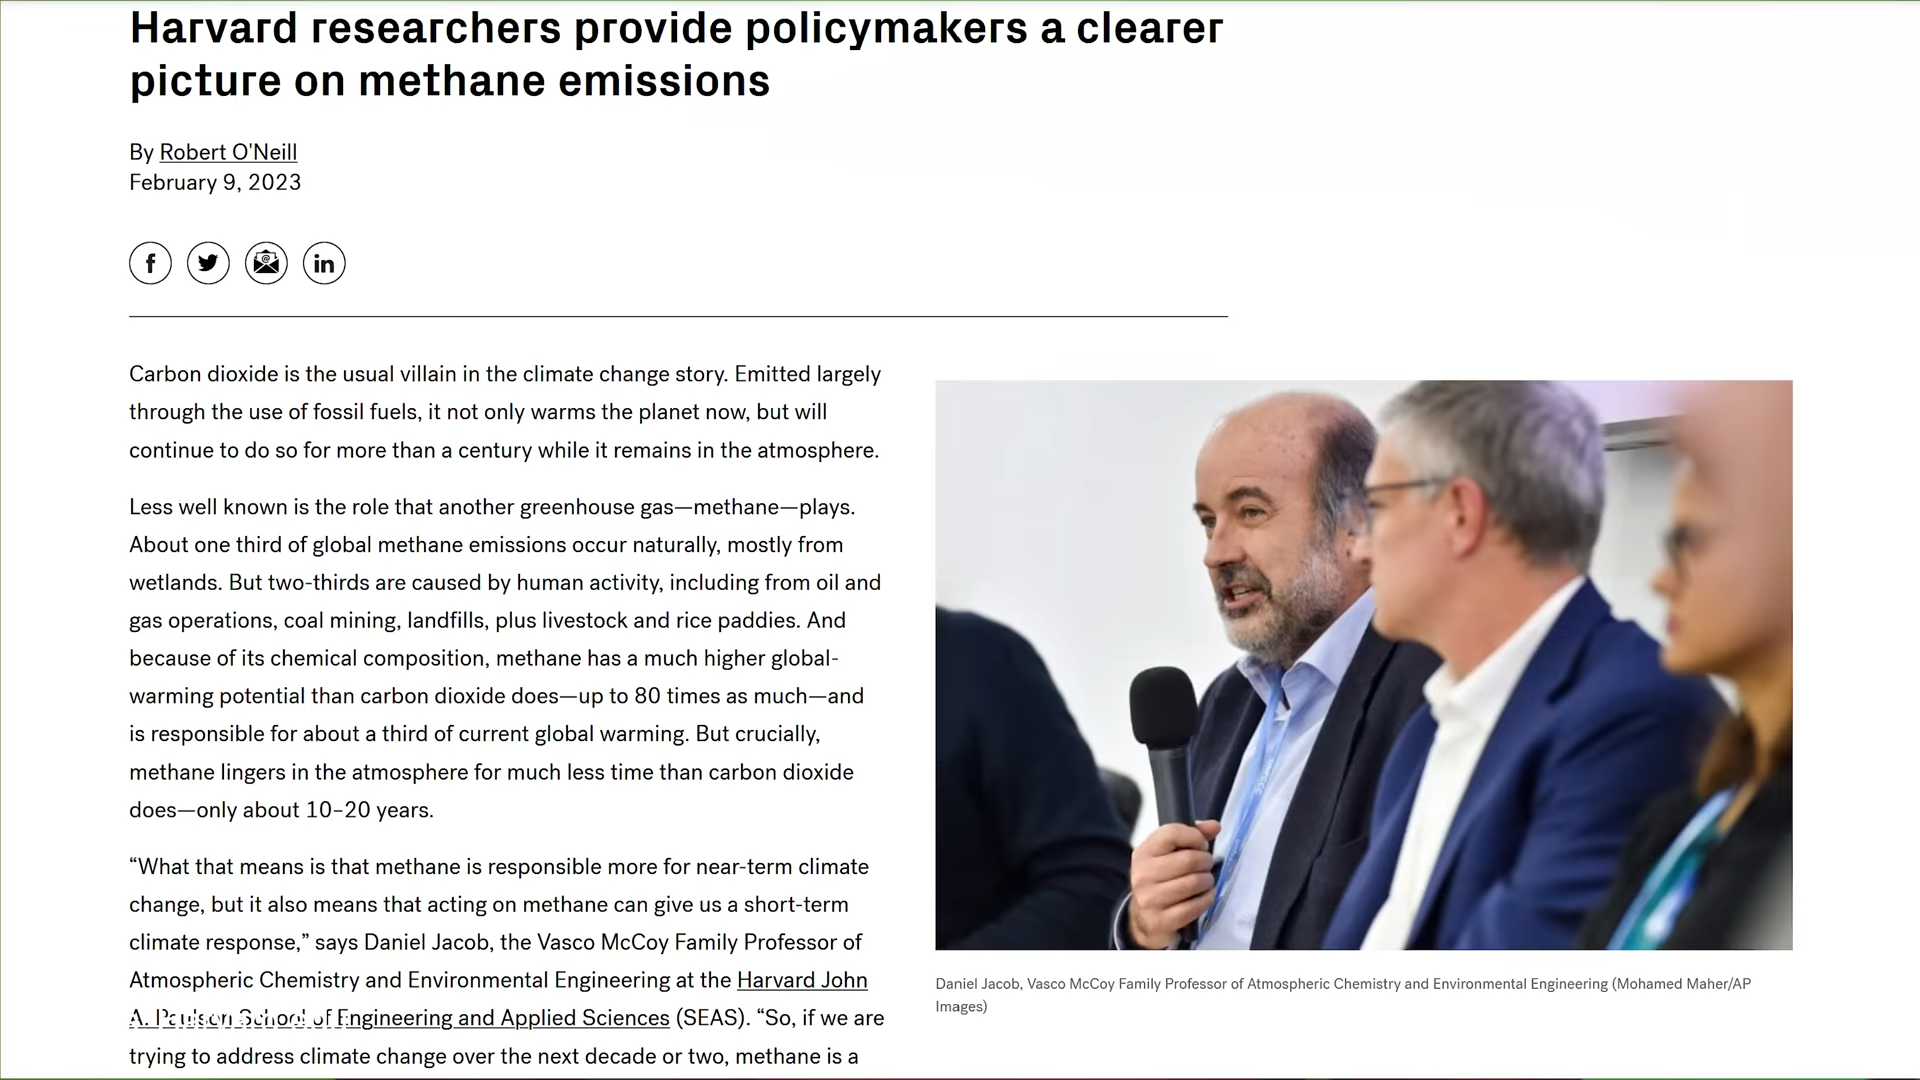 Harvard researchers provide policymakers a clearer
picture on methane emissions
By Robert O'Neill
February 9, 2023
Carbon dioxide is the usual villain in the climate change story. Emitted largely
through the use of fossil fuels, it not only warms the planet now, but will
continue to do so for more than a century while it remains in the atmosphere.
Less well known is the role that another greenhouse gas—methane—plays.
About one third of global methane emissions occur naturally, mostly from
wetlands. But two-thirds are caused by human activity, including from oil and
gas operations, coal mining, landfills, plus livestock and rice paddies. And
because of its chemical composition, methane has a much higher global-
warming potential than carbon dioxide does—up to 80 times as much—and
is responsible for about a third of current global warming. But crucially,
methane lingers in the atmosphere for much less time than carbon dioxide
does—only about 10–20 years.
“What that means is that methane is responsible more for near-term climate
change, but it also means that acting on methane can give us a short-term
climate response,” says Daniel Jacob, the Vasco McCoy Family Professor of
Atmospheric Chemistry and Environmental Engineering at the Harvard John
A. Paulson School of Engineering and Applied Sciences (SEAS). “So, if we are
trying to address climate change over the next decade or two, methane is a
Daniel Jacob, Vasco McCoy Family Professor of Atmospheric Chemistry and Environmental Engineering (Mohamed Maher/AP
Images)